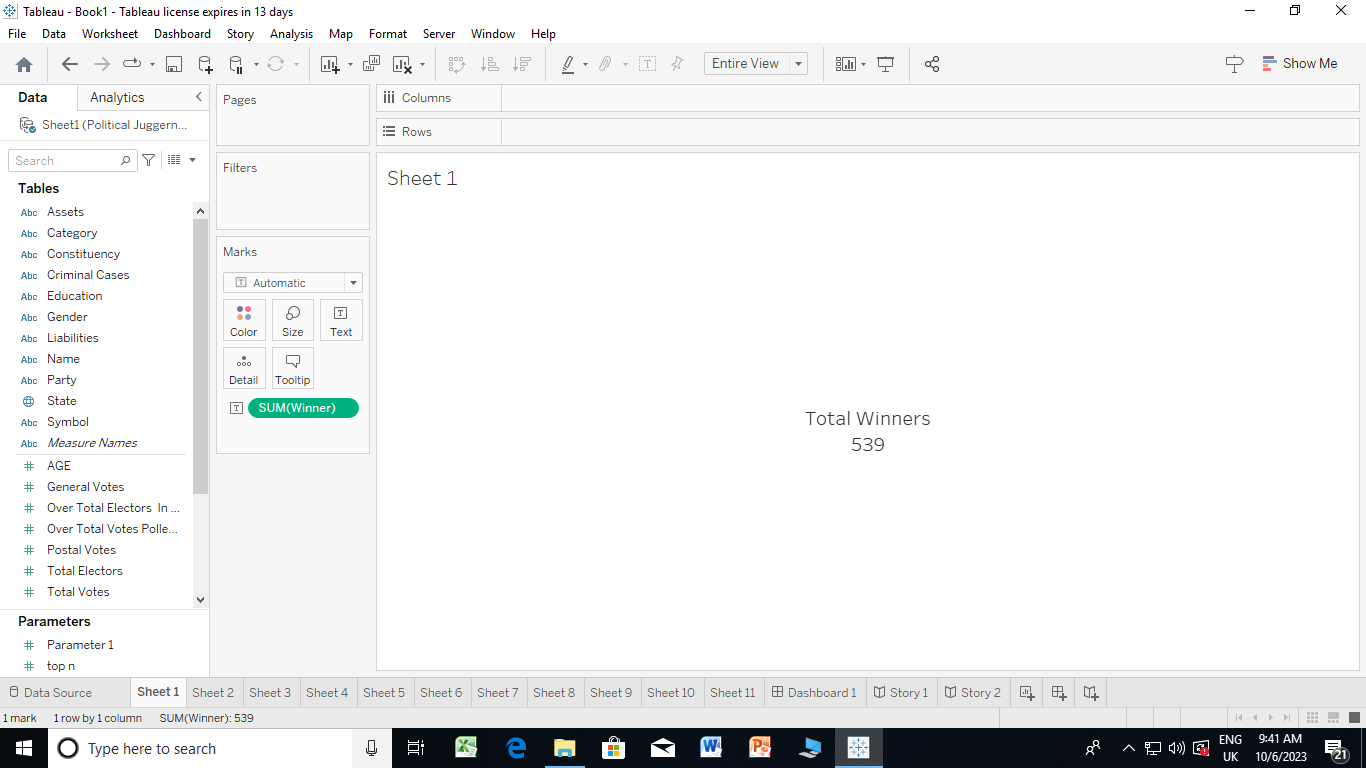 Tableau - Book1 - Tableau license expires in 13 days
File Data Worksheet Dashboard Story Analysis Map Format Server Window Help
Entire View
Show Me
Data Analytics
Sheet1 (Political Juggern...
Search
Tables
Abc Assets
Abc Category
Abc Constituency
Abc Criminal Cases
Abc Education
Abc Gender
Abc Liabilities
Abc Name
Abc Party
State
Abc Symbol
Abc Measure Names
# AGE
# General Votes
# Over Total Electors In ...
# Over Total Votes Polle...
# Postal Votes
# Total Electors
# Total Votes
Parameters
# Parameter 1
# top n
Pages
Filters
Marks
T Automatic
Color Size Text
Detail Tooltip
T SUM(Winner)
Columns
Rows
Sheet 1
Total Winners
539
Data Source Sheet 1 Sheet 2 Sheet 3 Sheet 4 Sheet 5 Sheet 6 Sheet 7 Sheet 8 Sheet 9 Sheet 10 Sheet 11 Dashboard 1 Story 1 Story 2
1 mark 1 row by 1 column SUM(Winner): 539
Type here to search
ENG
UK
9:41 AM
10/6/2023
21